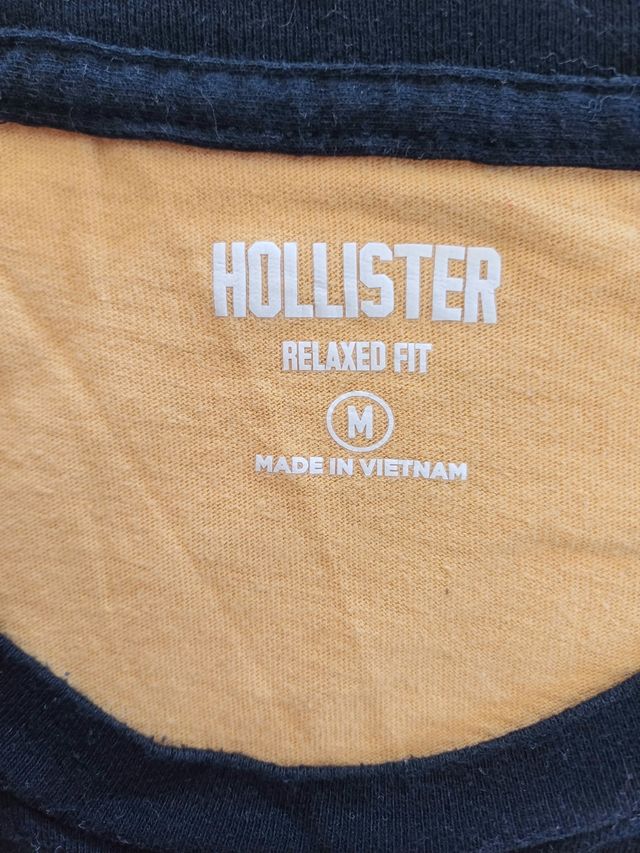 HOLLISTER
RELAXED FIT
M
MADE IN VIETNAM